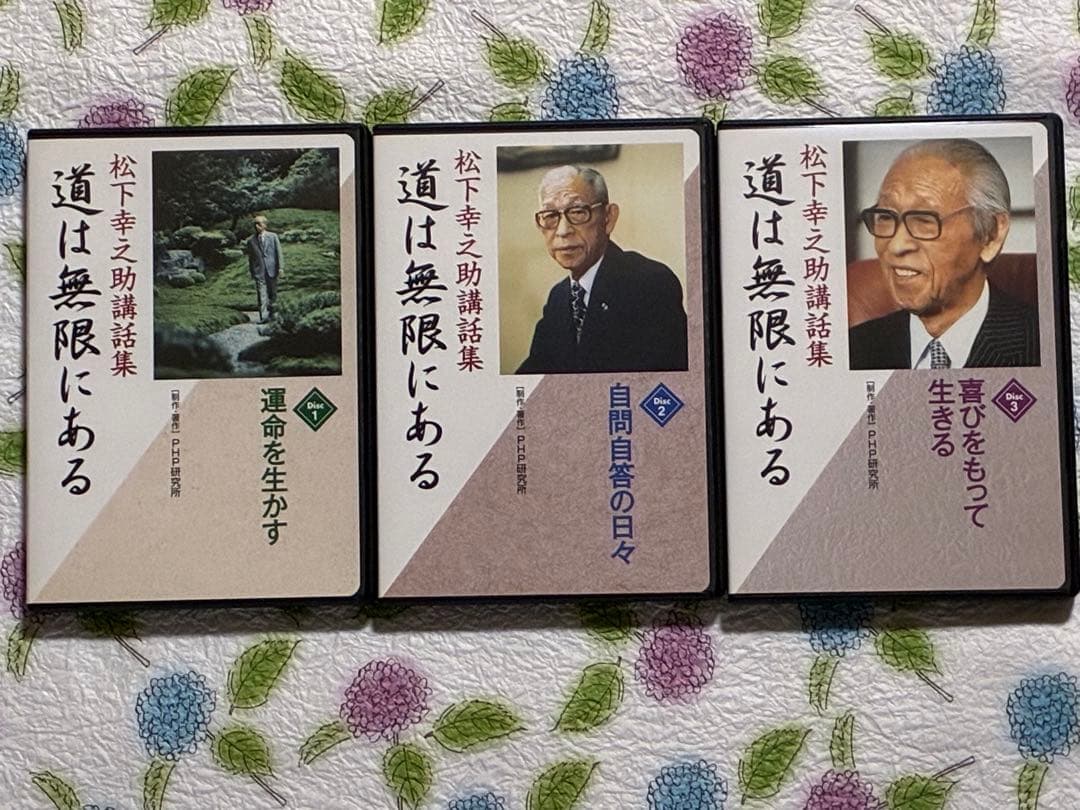 松下幸之助講話集
道は無限にある
Disc 1
運命を生かす
［制作・著作］PHP研究所
松下幸之助講話集
道は無限にある
Disc 2
自問自答の日々
［制作・著作］PHP研究所
松下幸之助講話集
道は無限にある
Disc 3
喜びをもって
生きる
［制作・著作］PHP研究所